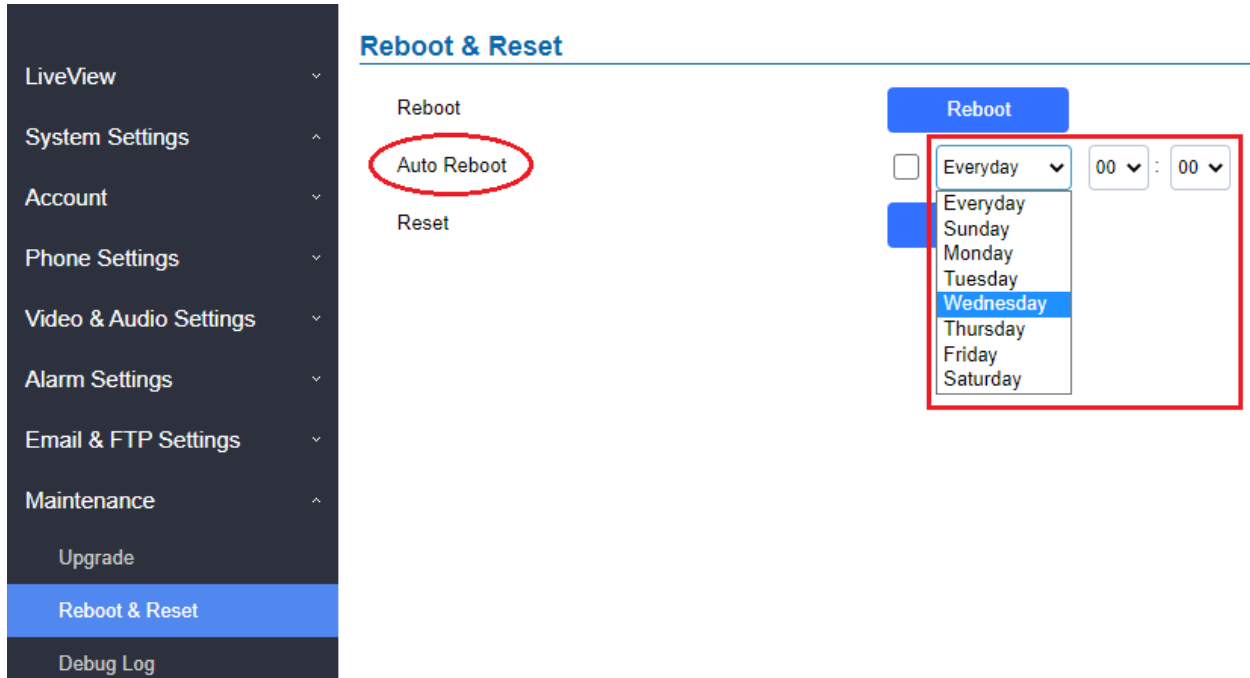 LiveView
System Settings
Account
Phone Settings
Video & Audio Settings
Alarm Settings
Email & FTP Settings
Maintenance
Upgrade
Reboot & Reset
Debug Log
Reboot & Reset
Reboot
Reboot
Auto Reboot
Everyday 00 : 00
Everyday
Sunday
Monday
Tuesday
Wednesday
Thursday
Friday
Saturday
Reset